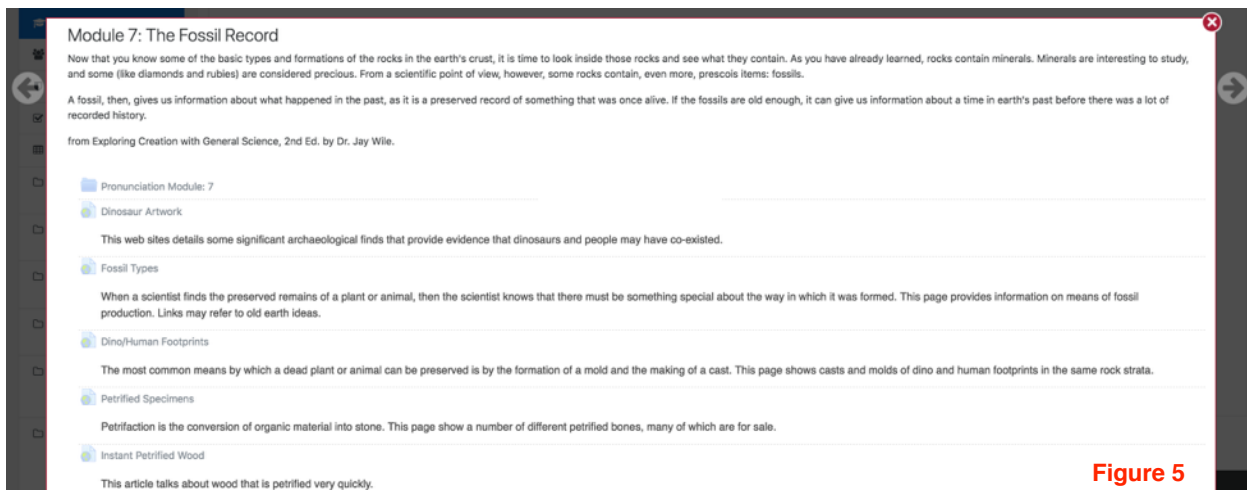 Module 7: The Fossil Record
Now that you know some of the basic types and formations of the rocks in the earth's crust, it is time to look inside those rocks and see what they contain. As you have already learned, rocks contain minerals. Minerals are interesting to study,
and some (like diamonds and rubies) are considered precious. From a scientific point of view, however, some rocks contain, even more, prescois items: fossils.
A fossil, then, gives us information about what happened in the past, as it is a preserved record of something that was once alive. If the fossils are old enough, it can give us information about a time in earth's past before there was a lot of
recorded history.
from Exploring Creation with General Science, 2nd Ed. by Dr. Jay Wile.
Pronunciation Module: 7
Dinosaur Artwork
This web sites details some significant archaeological finds that provide evidence that dinosaurs and people may have co-existed.
Fossil Types
When a scientist finds the preserved remains of a plant or animal, then the scientist knows that there must be something special about the way in which it was formed. This page provides information on means of fossil
production. Links may refer to old earth ideas.
Dino/Human Footprints
The most common means by which a dead plant or animal can be preserved is by the formation of a mold and the making of a cast. This page shows casts and molds of dino and human footprints in the same rock strata.
Petrified Specimens
Petrifaction is the conversion of organic material into stone. This page show a number of different petrified bones, many of which are for sale.
Instant Petrified Wood
This article talks about wood that is petrified very quickly.
Figure 5